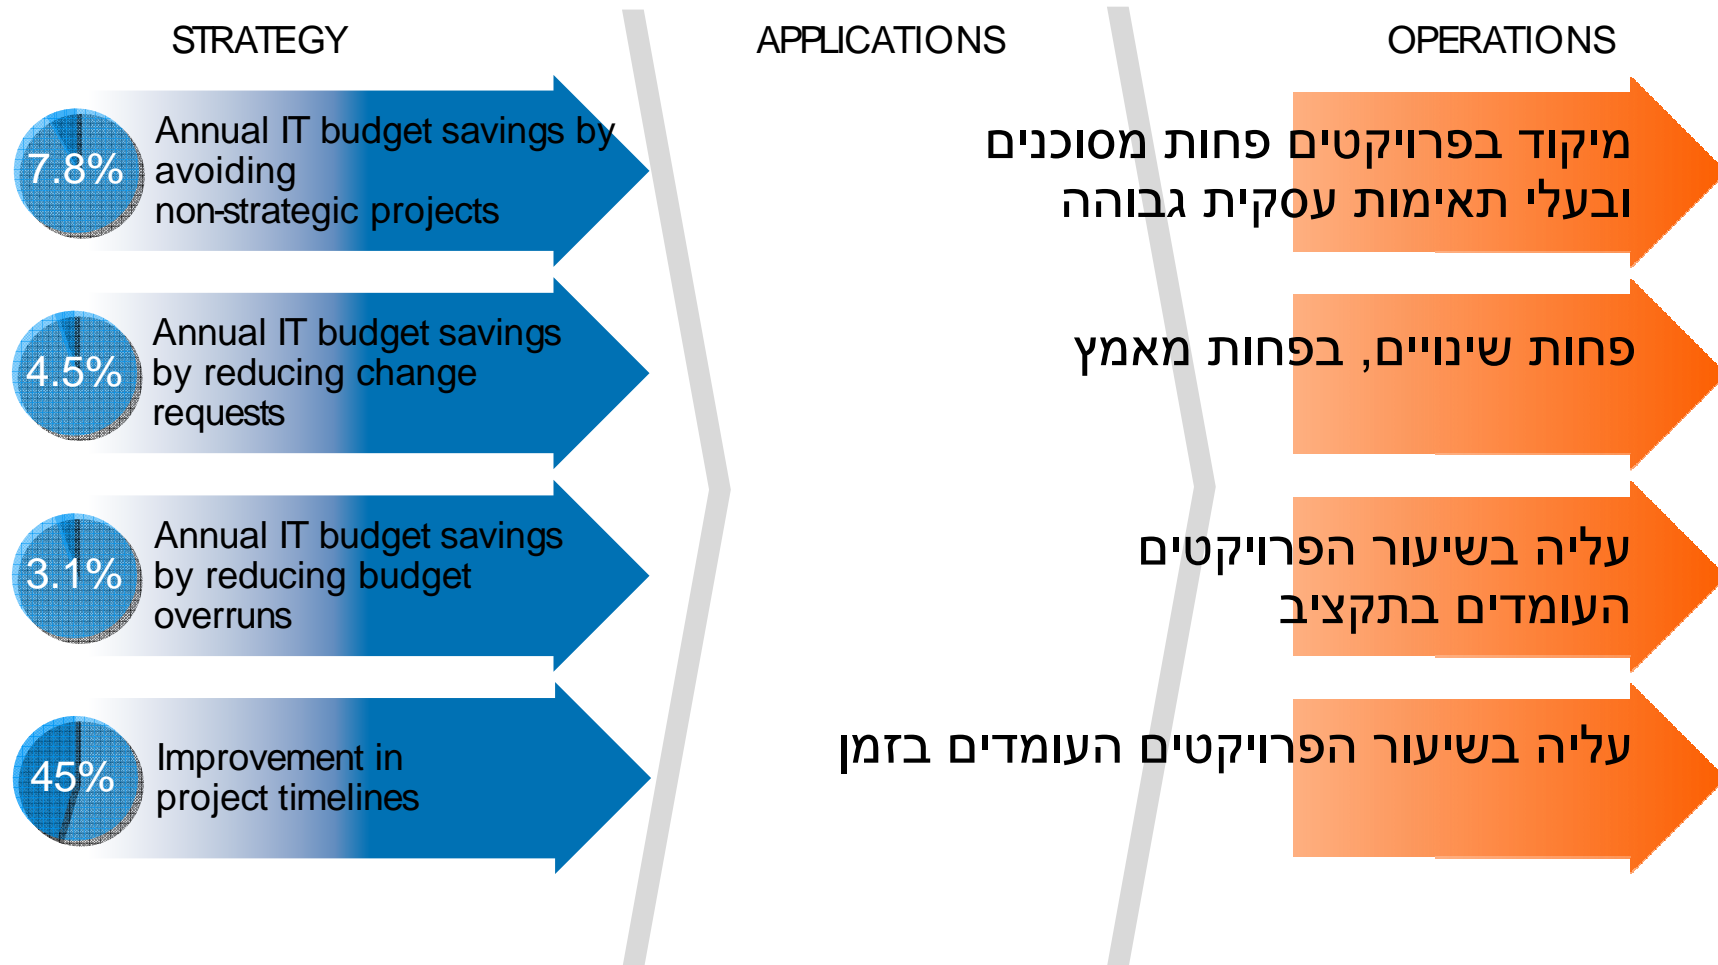 STRATEGY
APPLICATIONS
OPERATIONS
7.8%
Annual IT budget savings by
avoiding
non-strategic projects
מיקוד בפרויקטים פחות מסוכנים
ובעלי תאימות עסקית גבוהה
4.5%
Annual IT budget savings
by reducing change
requests
פחות שינויים, בפחות מאמץ
3.1%
Annual IT budget savings
by reducing budget
overruns
עליה בשיעור הפרויקטים
העומדים בתקציב
45%
Improvement in
project timelines
עליה בשיעור הפרויקטים העומדים בזמן